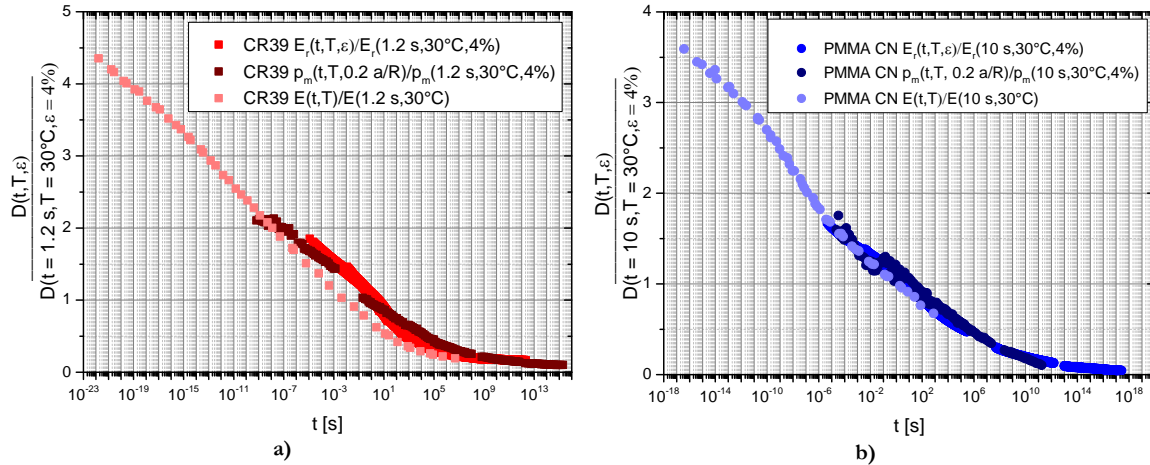 5
4
3
2
1
0
D(t,T,ε)
D(t = 1.2 s,T = 30°C,ε = 4%)
CR39 E_r(t,T,ε)/E_r(1.2 s,30°C,4%)
CR39 p_m(t,T,0.2 a/R)/p_m(1.2 s,30°C,4%)
CR39 E(t,T)/E(1.2 s,30°C)
10^-23 10^-19 10^-15 10^-11 10^-7 10^-3 10^1 10^5 10^9 10^13
t [s]
a)
4
3
2
1
0
D(t,T,ε)
D(t = 10 s,T = 30°C,ε = 4%)
PMMA CN E_r(t,T,ε)/E_r(10 s,30°C,4%)
PMMA CN p_m(t,T, 0.2 a/R)/p_m(10 s,30°C,4%)
PMMA CN E(t,T)/E(10 s,30°C)
10^-18 10^-14 10^-10 10^-6 10^-2 10^2 10^6 10^10 10^14 10^18
t [s]
b)